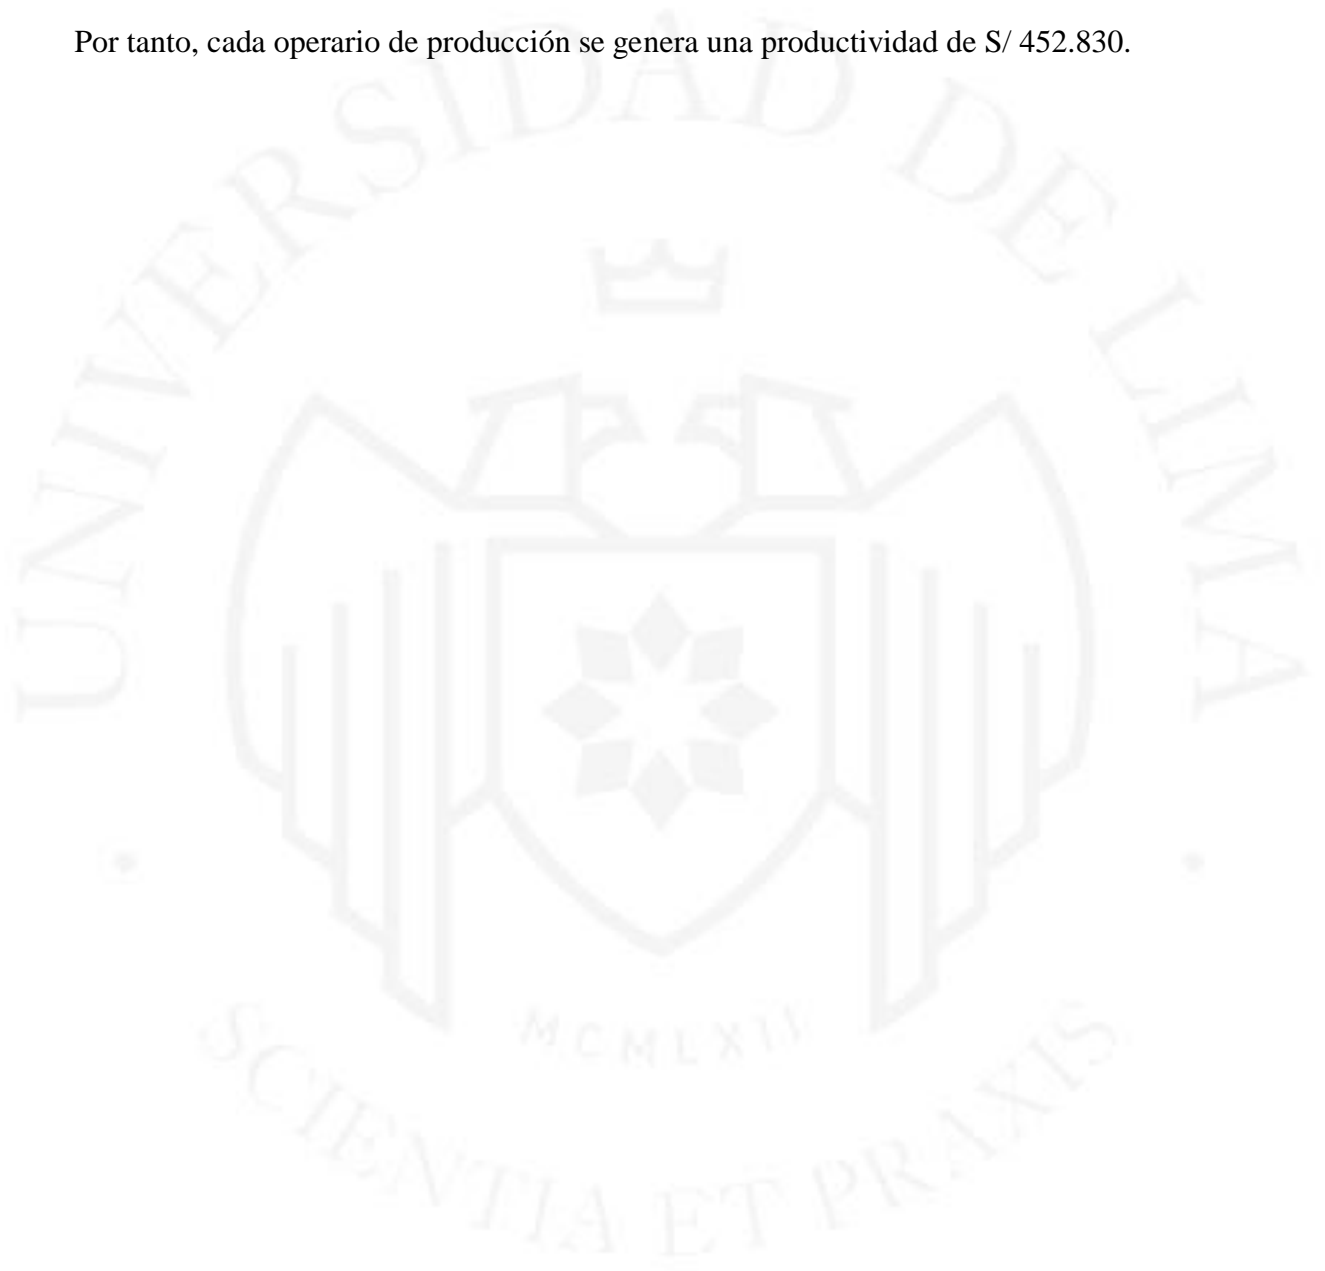 Por tanto, cada operario de producción se genera una productividad de S/ 452.830.
UNIVERSIDAD DE LIMA
MCMLXII
SCIENTIA ET PRAXIS